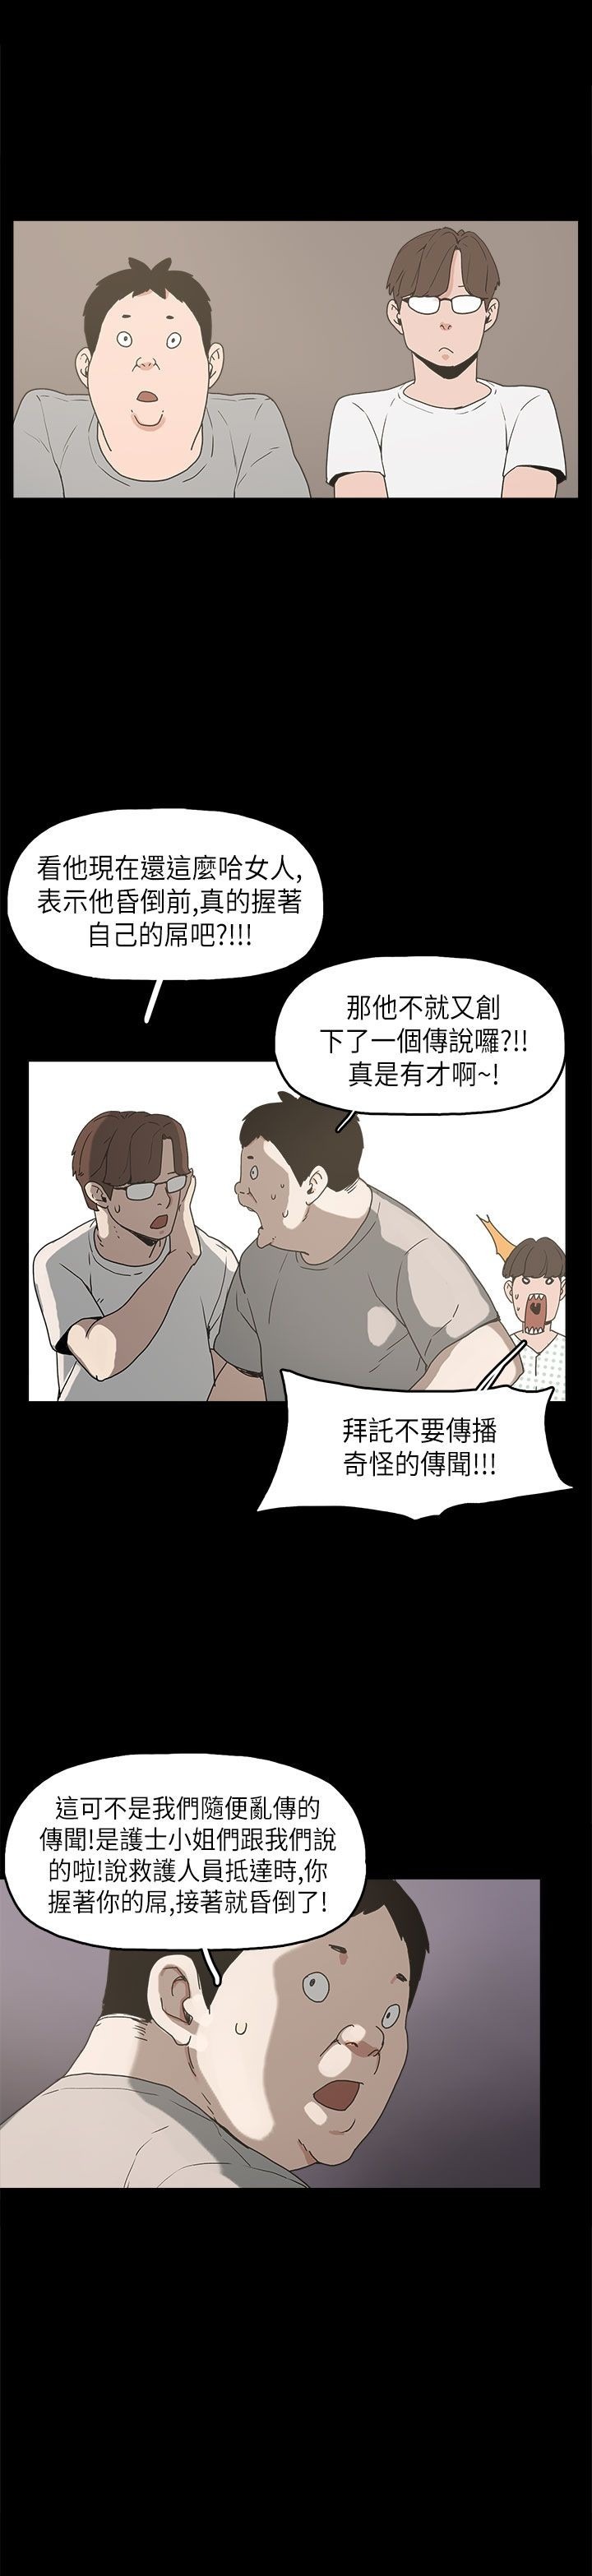 看他現在還這麼哈女人,
表示他昏倒前,真的握著
自己的屌吧?!!!
那他不就又創
下了一個傳說囉?!!
真是有才啊~!
拜託不要傳播
奇怪的傳聞!!!
這可不是我們隨便亂傳的
傳聞!是護士小姐們跟我們說
的啦!說救護人員抵達時,你
握著你的屌,接著就昏倒了!